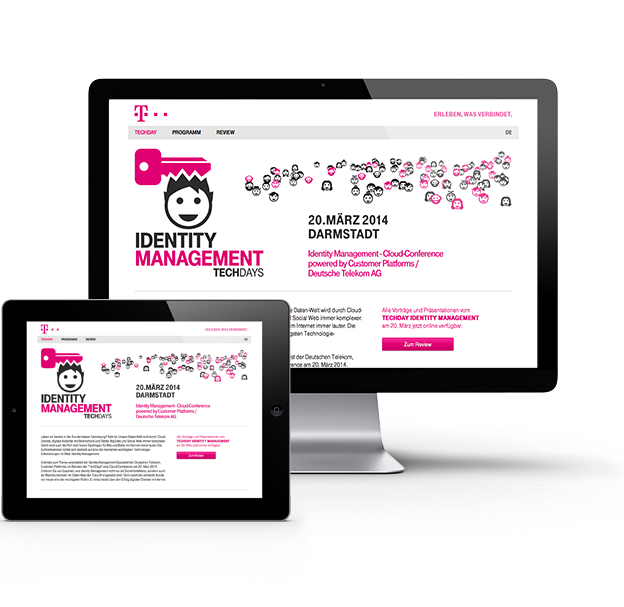 T
ERLEBEN, WAS VERBINDET.
TECHDAY PROGRAMM REVIEW DE
IDENTITY
MANAGEMENT
TECHDAYS
20.MÄRZ 2014
DARMSTADT
Identity Management - Cloud-Conference
powered by Customer Platforms /
Deutsche Telekom AG
e Daten-Welt wird durch Cloud-
Social Web immer komplexer.
im Internet immer lauter. Die
gsten Technologie-
st der Deutschen Telekom,
ference am 20. März 2014.
Alle Vorträge und Präsentationen vom
TECHDAY IDENTITY MANAGEMENT
am 20. März jetzt online verfügbar.
Zum Review
T
ERLEBEN, WAS VERBINDET.
TECHDAY PROGRAMM REVIEW DE
IDENTITY
MANAGEMENT
TECHDAYS
20.MÄRZ 2014
DARMSTADT
Identity Management - Cloud-Conference
powered by Customer Platforms /
Deutsche Telekom AG
Alle Vorträge und Präsentationen vom
TECHDAY IDENTITY MANAGEMENT
am 20. März jetzt online verfügbar.
Zum Review